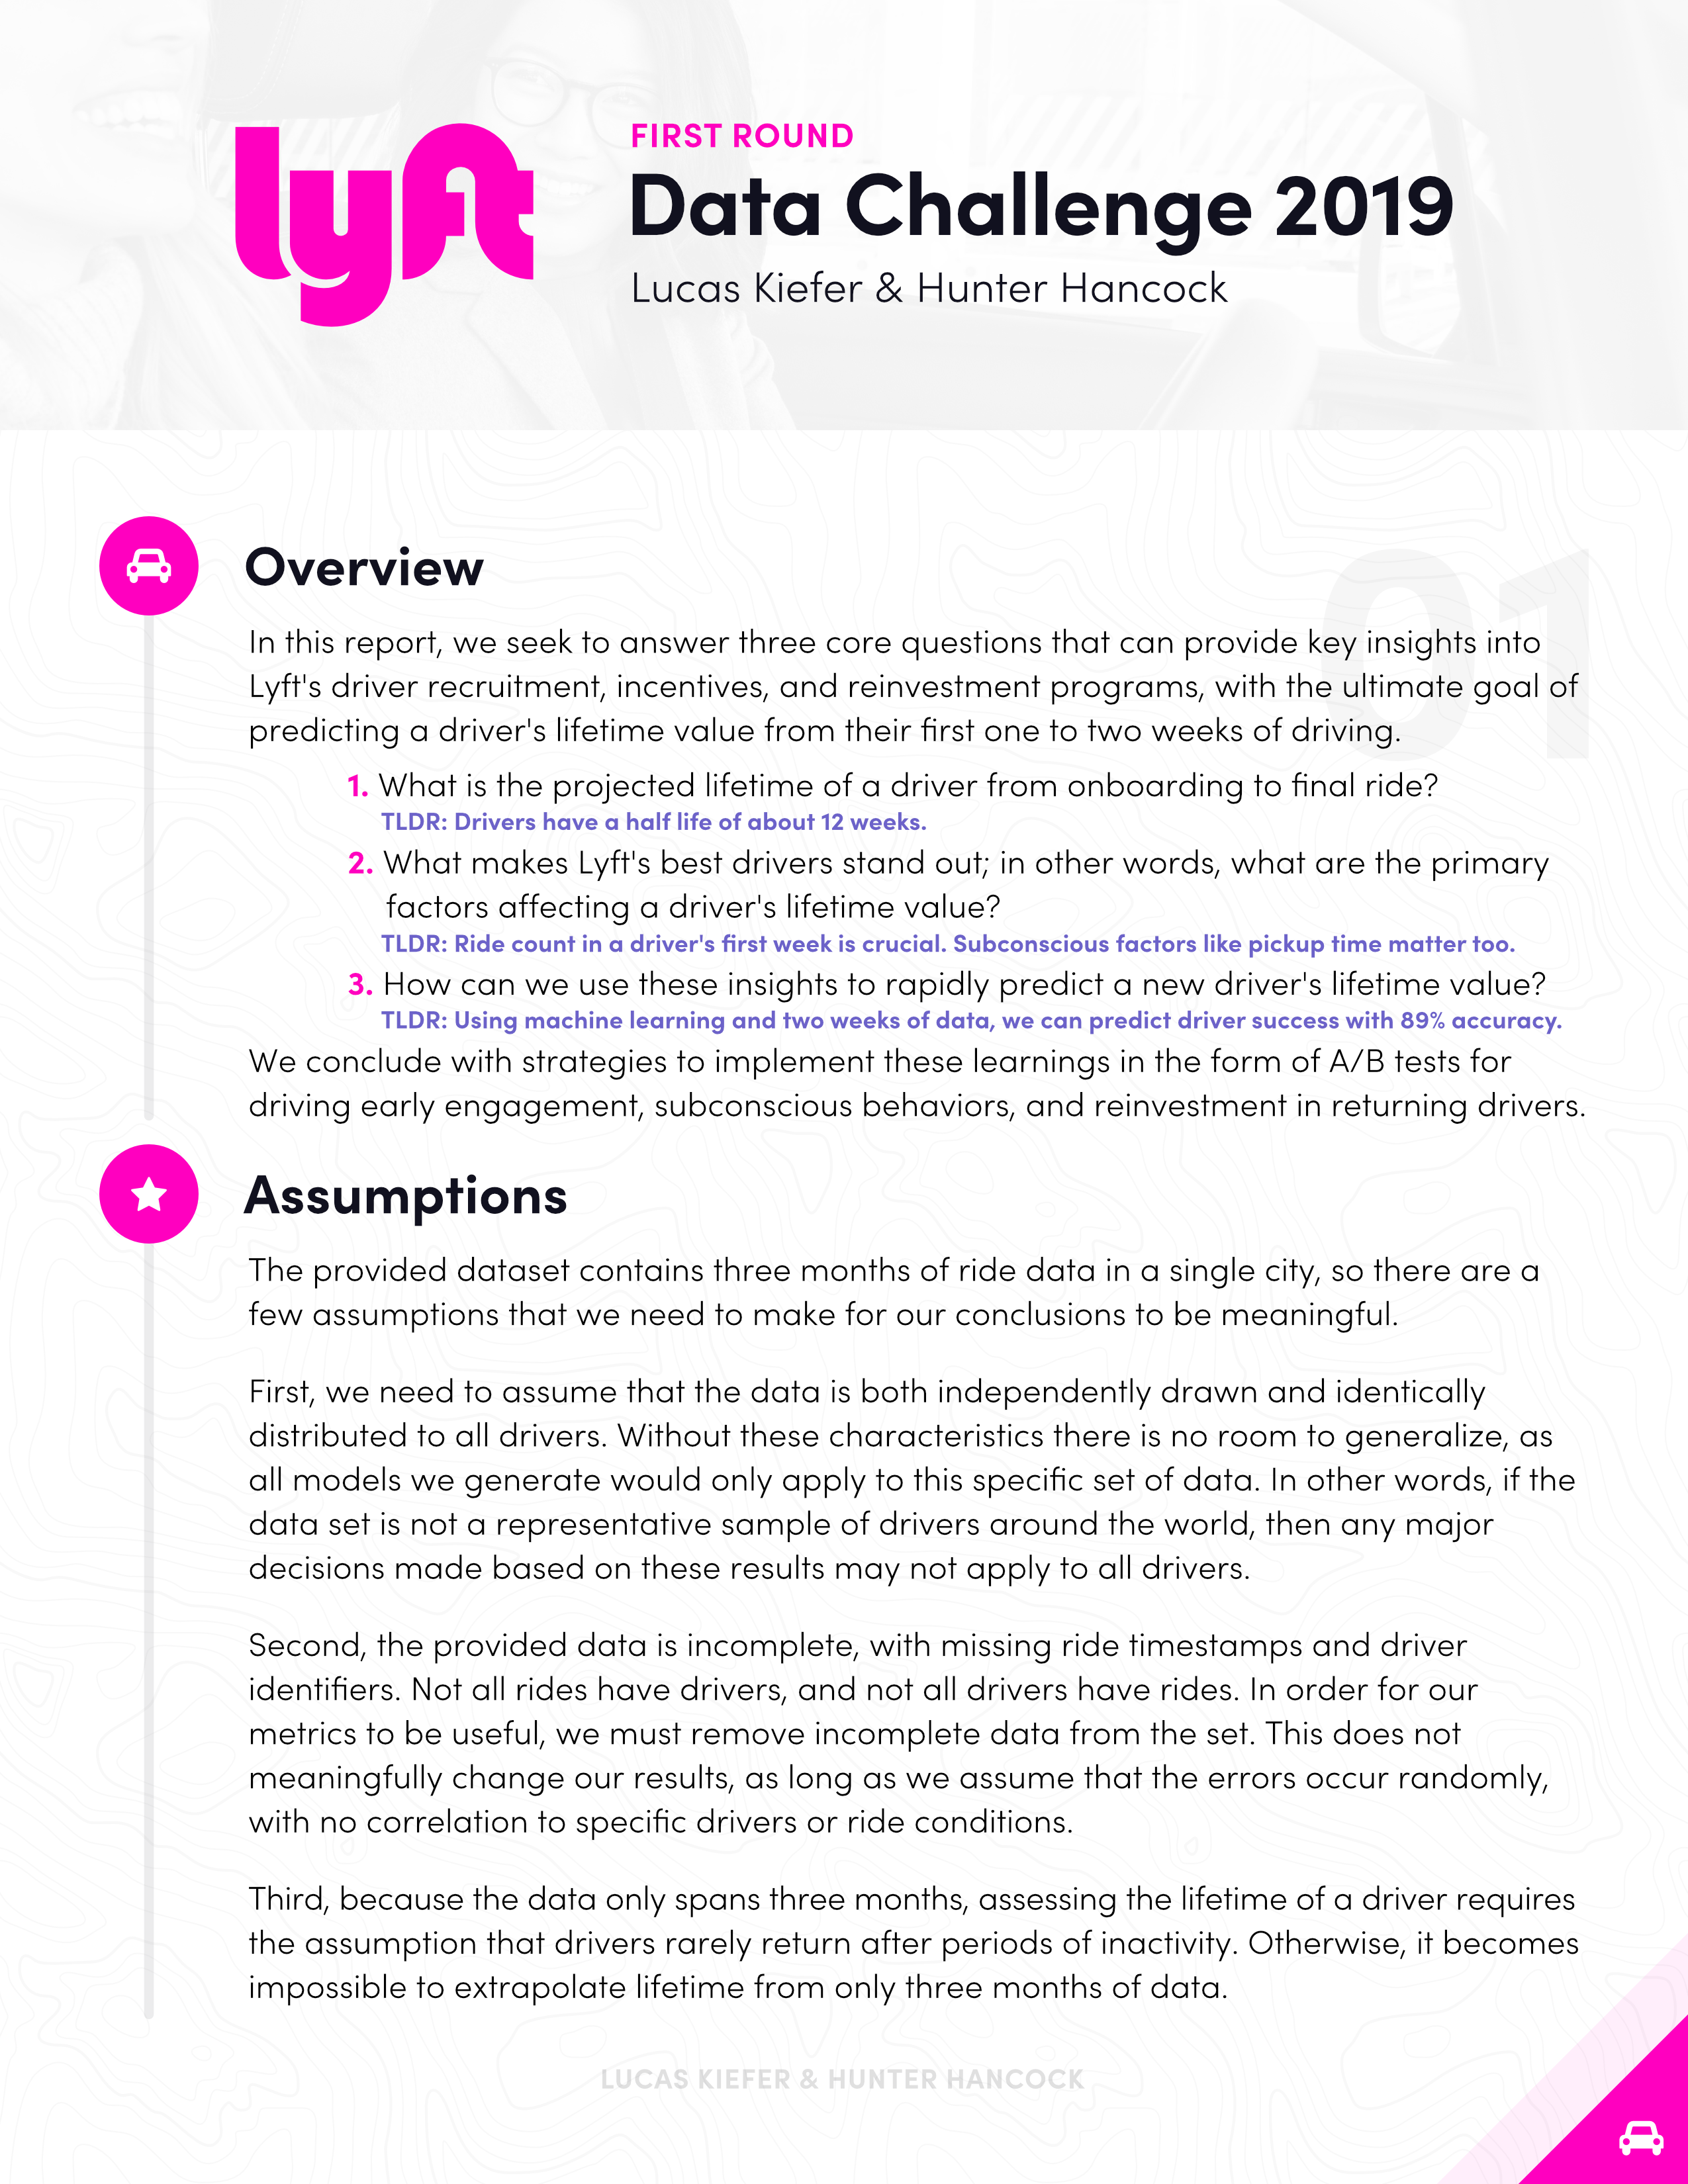 lyft
FIRST ROUND
Data Challenge 2019
Lucas Kiefer & Hunter Hancock
01
Overview
In this report, we seek to answer three core questions that can provide key insights into
Lyft's driver recruitment, incentives, and reinvestment programs, with the ultimate goal of
predicting a driver's lifetime value from their first one to two weeks of driving.
1. What is the projected lifetime of a driver from onboarding to final ride?
TLDR: Drivers have a half life of about 12 weeks.
2. What makes Lyft's best drivers stand out; in other words, what are the primary
factors affecting a driver's lifetime value?
TLDR: Ride count in a driver's first week is crucial. Subconscious factors like pickup time matter too.
3. How can we use these insights to rapidly predict a new driver's lifetime value?
TLDR: Using machine learning and two weeks of data, we can predict driver success with 89% accuracy.
We conclude with strategies to implement these learnings in the form of A/B tests for
driving early engagement, subconscious behaviors, and reinvestment in returning drivers.
Assumptions
The provided dataset contains three months of ride data in a single city, so there are a
few assumptions that we need to make for our conclusions to be meaningful.
First, we need to assume that the data is both independently drawn and identically
distributed to all drivers. Without these characteristics there is no room to generalize, as
all models we generate would only apply to this specific set of data. In other words, if the
data set is not a representative sample of drivers around the world, then any major
decisions made based on these results may not apply to all drivers.
Second, the provided data is incomplete, with missing ride timestamps and driver
identifiers. Not all rides have drivers, and not all drivers have rides. In order for our
metrics to be useful, we must remove incomplete data from the set. This does not
meaningfully change our results, as long as we assume that the errors occur randomly,
with no correlation to specific drivers or ride conditions.
Third, because the data only spans three months, assessing the lifetime of a driver requires
the assumption that drivers rarely return after periods of inactivity. Otherwise, it becomes
impossible to extrapolate lifetime from only three months of data.
LUCAS KIEFER & HUNTER HANCOCK